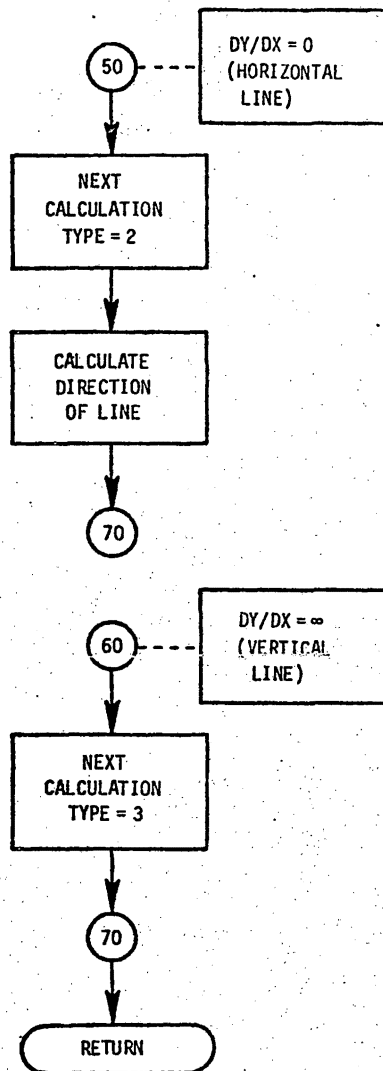 DY/DX = 0
(HORIZONTAL
LINE)
50
NEXT
CALCULATION
TYPE = 2
CALCULATE
DIRECTION
OF LINE
70
DY/DX = ∞
(VERTICAL
LINE)
60
NEXT
CALCULATION
TYPE = 3
70
RETURN